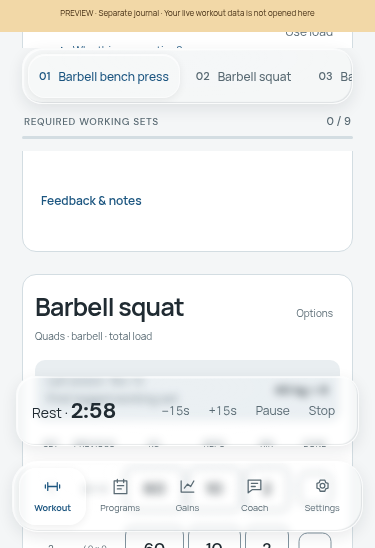 PREVIEW · Separate journal · Your live workout data is not opened here
Use load
01 Barbell bench press 02 Barbell squat 03 Ba
REQUIRED WORKING SETS 0 / 9
Feedback & notes
Barbell squat
Options
Quads · barbell · total load
Rest · 2:58 −15s +15s Pause Stop
Workout Programs Gains Coach Settings
60 10 2